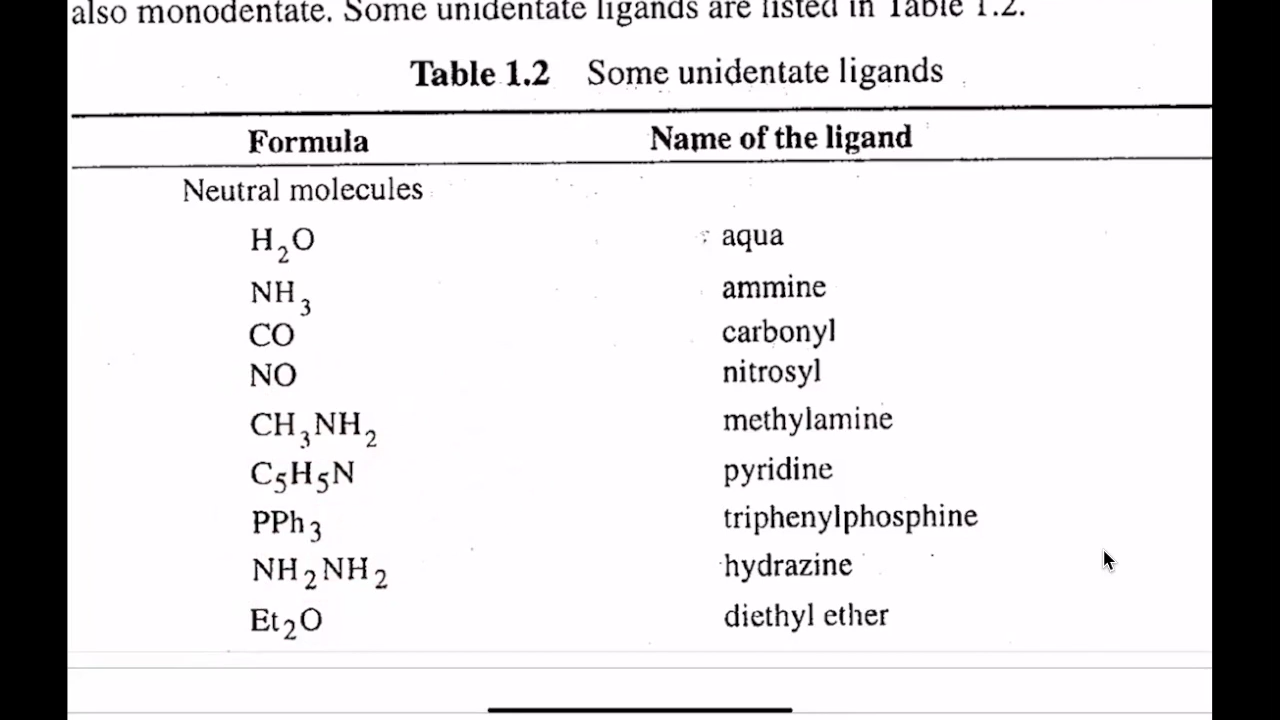 also monodentate. Some unidentate ligands are listed in Table 1.2.
Table 1.2 Some unidentate ligands
Formula Name of the ligand
Neutral molecules
H₂O aqua
NH₃ ammine
CO carbonyl
NO nitrosyl
CH₃NH₂ methylamine
C₅H₅N pyridine
PPh₃ triphenylphosphine
NH₂NH₂ hydrazine
Et₂O diethyl ether